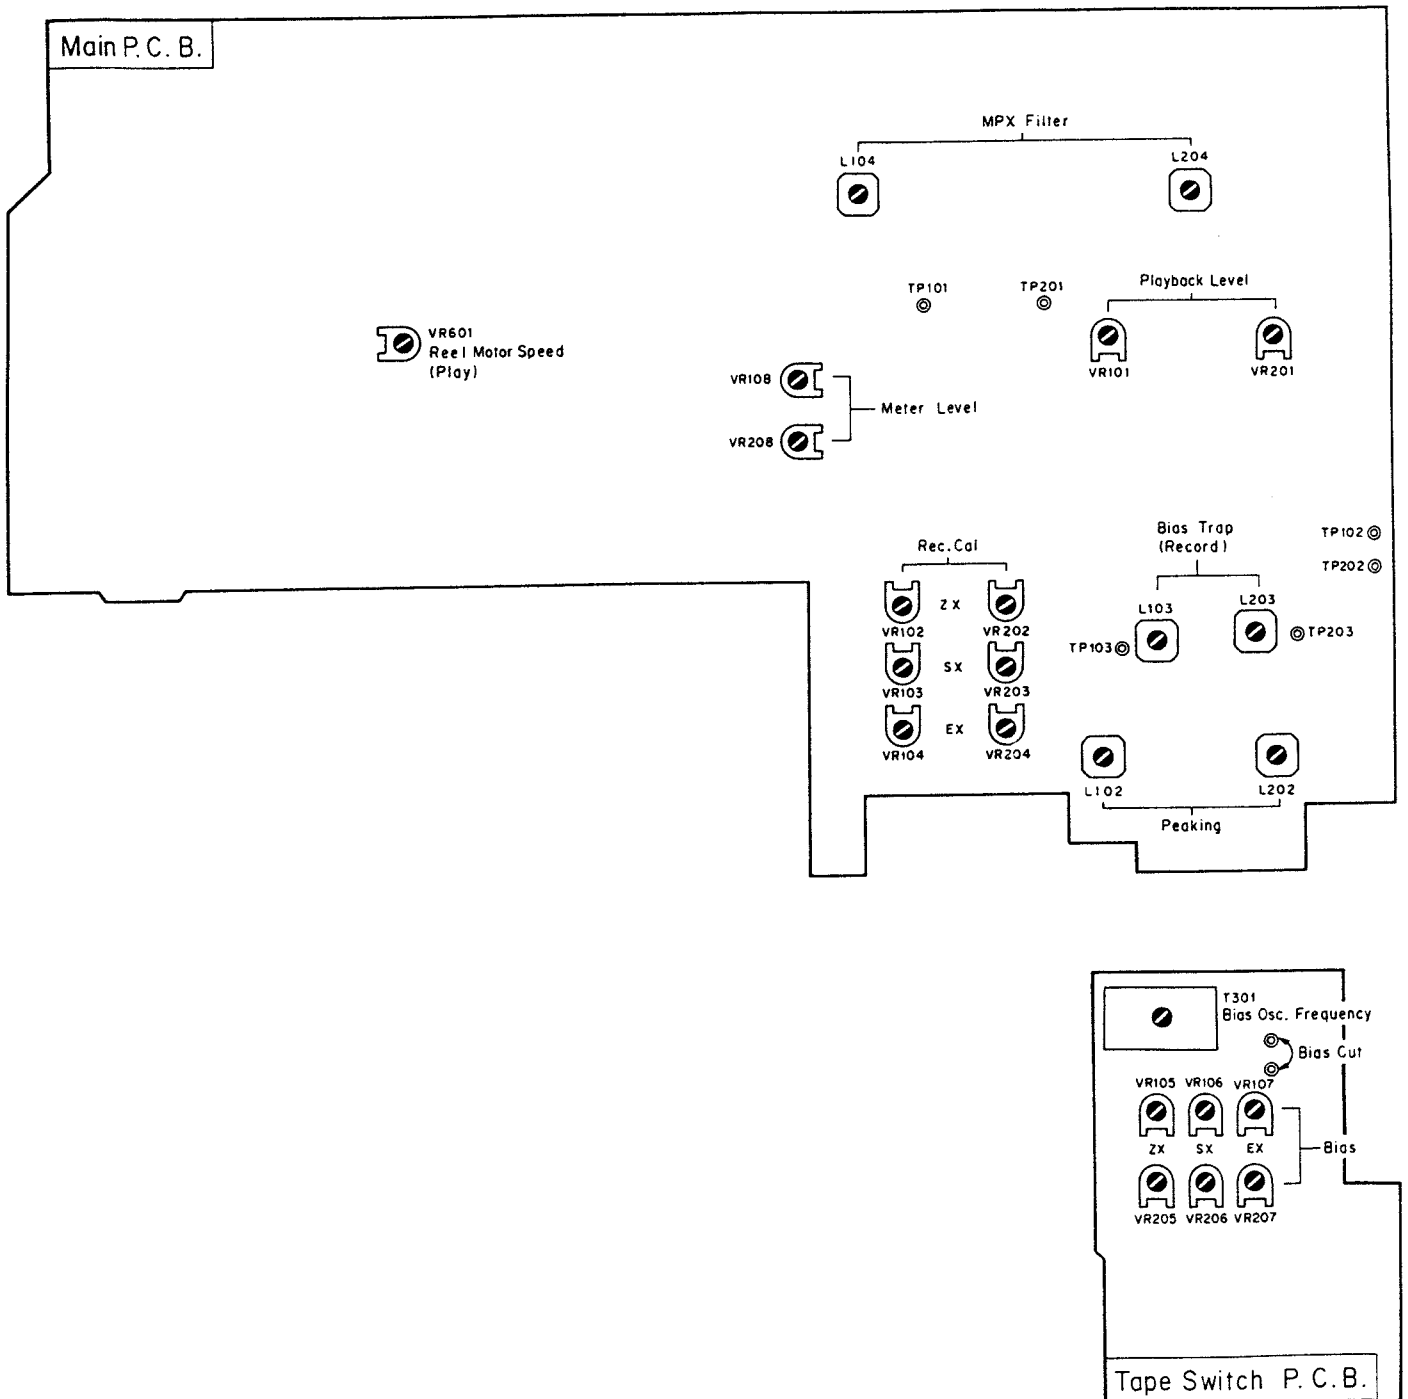 Main P.C.B.
MPX Filter
L104
L204
TP101
TP201
Playback Level
VR601
Reel Motor Speed
(Play)
VR101
VR201
VR108
Meter Level
VR208
Rec.Cal
Bias Trap
(Record)
TP102
TP202
L103
L203
ZX
VR102
VR202
TP103
TP203
SX
VR103
VR203
EX
VR104
VR204
L102
L202
Peaking
T301
Bias Osc. Frequency
Bias Cut
VR105 VR106 VR107
ZX SX EX
Bias
VR205 VR206 VR207
Tape Switch P.C.B.